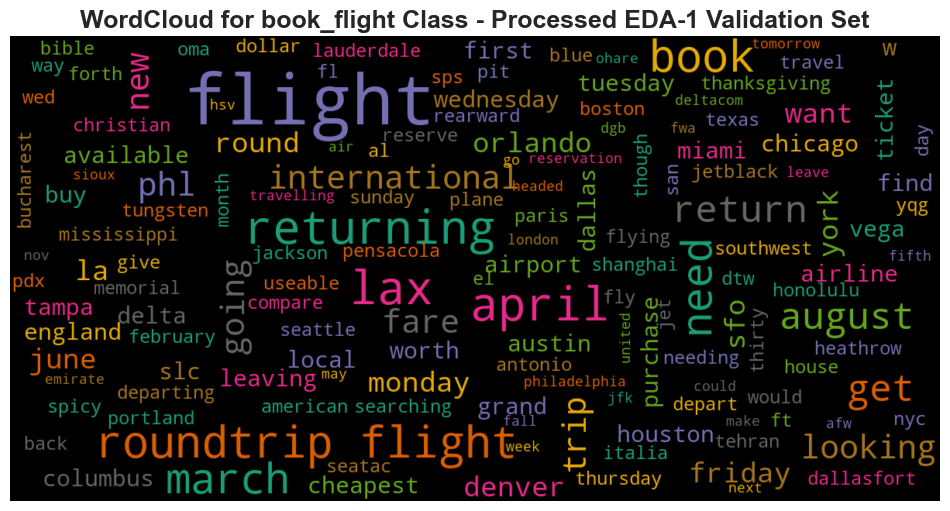 WordCloud for book_flight Class - Processed EDA-1 Validation Set
bible
oma
dollar
lauderdale
first
blue
ohare
book
tomorrow
travel
w
way
forth
new
fl
sps
pit
tuesday
thanksgiving
wed
hsv
flight
wednesday
rearward
boston
deltacom
texas
want
ticket
day
christian
round
air
al
reserve
orlando
dgb
fwa
miami
chicago
bucharest
available
international
go
reservation
though
san
jetblack
leave
find
sioux
buy
phl
month
travelling
sunday
plane
headed
dallas
return
york
yqg
tungsten
paris
mississippi
returning
london
flying
need
southwest
vega
nov
la
give
going
jackson
pensacola
airport
shanghai
fifth
pdx
memorial
useable
lax
el
april
fly
dtw
airline
honolulu
tampa
delta
compare
fare
united
purchase
jet
sfo
august
england
february
seattle
worth
austin
needing
thirty
heathrow
june
slc
local
leaving
may
monday
antonio
house
emirate
departing
philadelphia
could
would
get
spicy
portland
american
searching
grand
fall
trip
jfk
depart
make
ft
afw
nyc
back
roundtrip flight
week
houston
italia
tehran
looking
columbus
march
seatac
cheapest
denver
thursday
friday
next
dallasfort